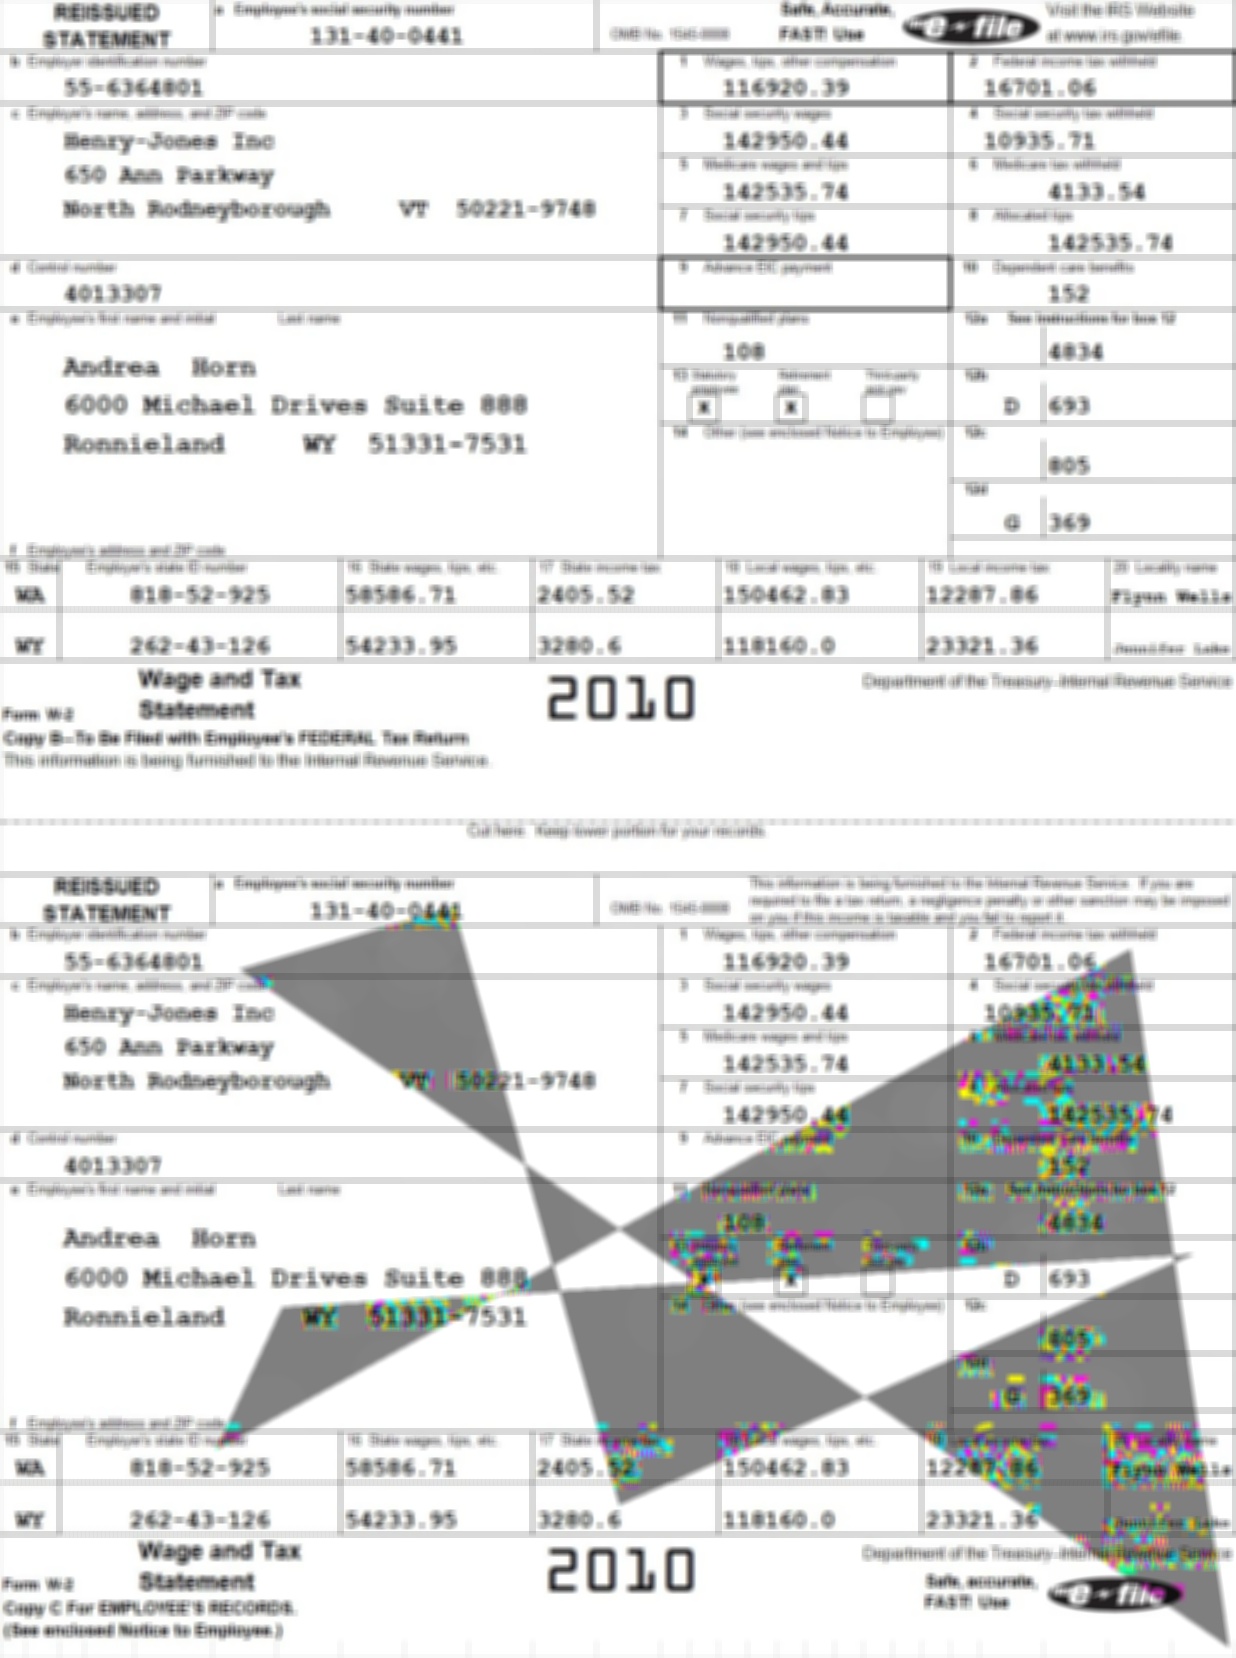 REISSUED STATEMENT
a Employee's social security number
131-40-0441
OMB No. 1545-0008
Safe, Accurate, FAST! Use
e-file
Visit the IRS Website at www.irs.gov/efile.
b Employer identification number
55-6364801
1 Wages, tips, other compensation
116920.39
2 Federal income tax withheld
16701.06
c Employer's name, address, and ZIP code
Henry-Jones Inc
650 Ann Parkway
North Rodneyborough VT 50221-9748
3 Social security wages
142950.44
4 Social security tax withheld
10935.71
5 Medicare wages and tips
142535.74
6 Medicare tax withheld
4133.54
7 Social security tips
142950.44
8 Allocated tips
142535.74
d Control number
4013307
9 Advance EIC payment
10 Dependent care benefits
152
e Employee's first name and initial Last name
Andrea Horn
6000 Michael Drives Suite 888
Ronnieland WY 51331-7531
11 Nonqualified plans
108
12a See instructions for box 12
4834
13 Statutory employee Retirement plan Third-party sick pay
X X
12b
D 693
14 Other (see enclosed Notice to Employee)
12c
805
12d
G 369
f Employee's address and ZIP code
15 State Employer's state ID number 16 State wages, tips, etc. 17 State income tax 18 Local wages, tips, etc. 19 Local income tax 20 Locality name
WA 818-52-925 58586.71 2405.52 150462.83 12287.86 Flynn Wells
WY 262-43-126 54233.95 3280.6 118160.0 23321.36 Jennifer Lake
Form W-2
Wage and Tax Statement
2010
Department of the Treasury-Internal Revenue Service
Copy B--To Be Filed with Employee's FEDERAL Tax Return
This information is being furnished to the Internal Revenue Service.
Cut here. Keep lower portion for your records.
REISSUED STATEMENT
a Employee's social security number
131-40-0441
OMB No. 1545-0008
This information is being furnished to the Internal Revenue Service. If you are
required to file a tax return, a negligence penalty or other sanction may be imposed
on you if this income is taxable and you fail to report it.
b Employer identification number
55-6364801
1 Wages, tips, other compensation
116920.39
2 Federal income tax withheld
16701.06
c Employer's name, address, and ZIP code
Henry-Jones Inc
650 Ann Parkway
North Rodneyborough VT 50221-9748
3 Social security wages
142950.44
4 Social security tax withheld
10935.71
5 Medicare wages and tips
142535.74
6 Medicare tax withheld
4133.54
7 Social security tips
142950.44
8 Allocated tips
142535.74
d Control number
4013307
9 Advance EIC payment
10 Dependent care benefits
152
e Employee's first name and initial Last name
Andrea Horn
6000 Michael Drives Suite 888
Ronnieland WY 51331-7531
11 Nonqualified plans
108
12a See instructions for box 12
4834
13
X X
12b
D 693
14 Other (see enclosed Notice to Employee)
12c
805
12d
G 369
f Employee's address and ZIP code
15 State Employer's state ID number 16 State wages, tips, etc. 17 State income tax 18 Local wages, tips, etc. 19 20
WA 818-52-925 58586.71 2405.52 150462.83 12287.86 Flynn Wells
WY 262-43-126 54233.95 3280.6 118160.0 23321.36 Jennifer Lake
Form W-2
Wage and Tax Statement
2010
Department of the Treasury-Internal Revenue Service
Safe, accurate, FAST! Use
e-file
Copy C For EMPLOYEE'S RECORDS.
(See enclosed Notice to Employee.)